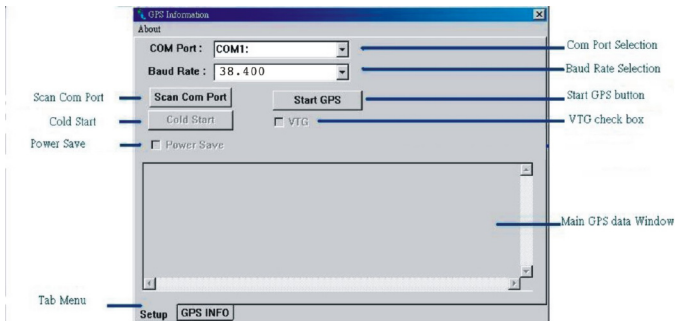 GPS Information
About
COM Port : COM1: Com Port Selection
Baud Rate : 38.400 Baud Rate Selection
Scan Com Port Scan Com Port Start GPS Start GPS button
Cold Start Cold Start VTG VTG check box
Power Save Power Save
Main GPS data Window
Tab Menu
Setup GPS INFO